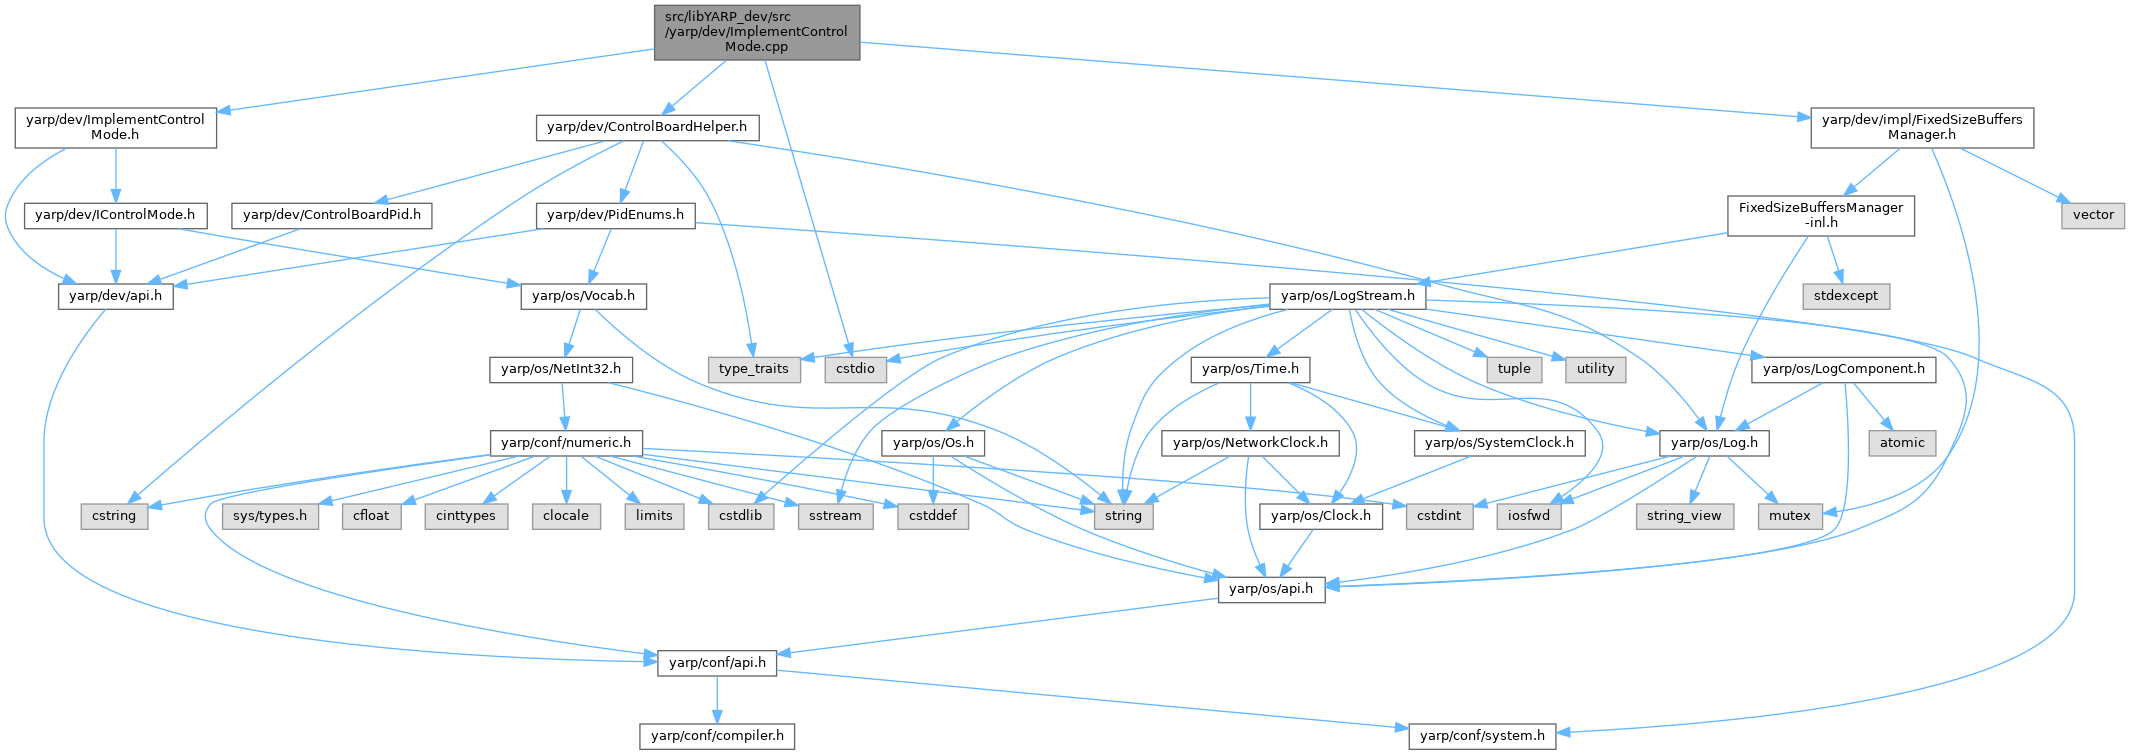 src/libYARP_dev/src
/yarp/dev/ImplementControl
Mode.cpp
yarp/dev/ImplementControl
Mode.h
yarp/dev/ControlBoardHelper.h
yarp/dev/impl/FixedSizeBuffers
Manager.h
yarp/dev/IControlMode.h
yarp/dev/ControlBoardPid.h
yarp/dev/PidEnums.h
FixedSizeBuffersManager
-inl.h
vector
yarp/dev/api.h
yarp/os/Vocab.h
yarp/os/LogStream.h
stdexcept
yarp/os/NetInt32.h
type_traits
cstdio
yarp/os/Time.h
tuple
utility
yarp/os/LogComponent.h
yarp/conf/numeric.h
yarp/os/Os.h
yarp/os/NetworkClock.h
yarp/os/SystemClock.h
yarp/os/Log.h
atomic
cstring
sys/types.h
cfloat
cinttypes
clocale
limits
cstdlib
sstream
cstddef
string
yarp/os/Clock.h
cstdint
iosfwd
string_view
mutex
yarp/os/api.h
yarp/conf/api.h
yarp/conf/compiler.h
yarp/conf/system.h